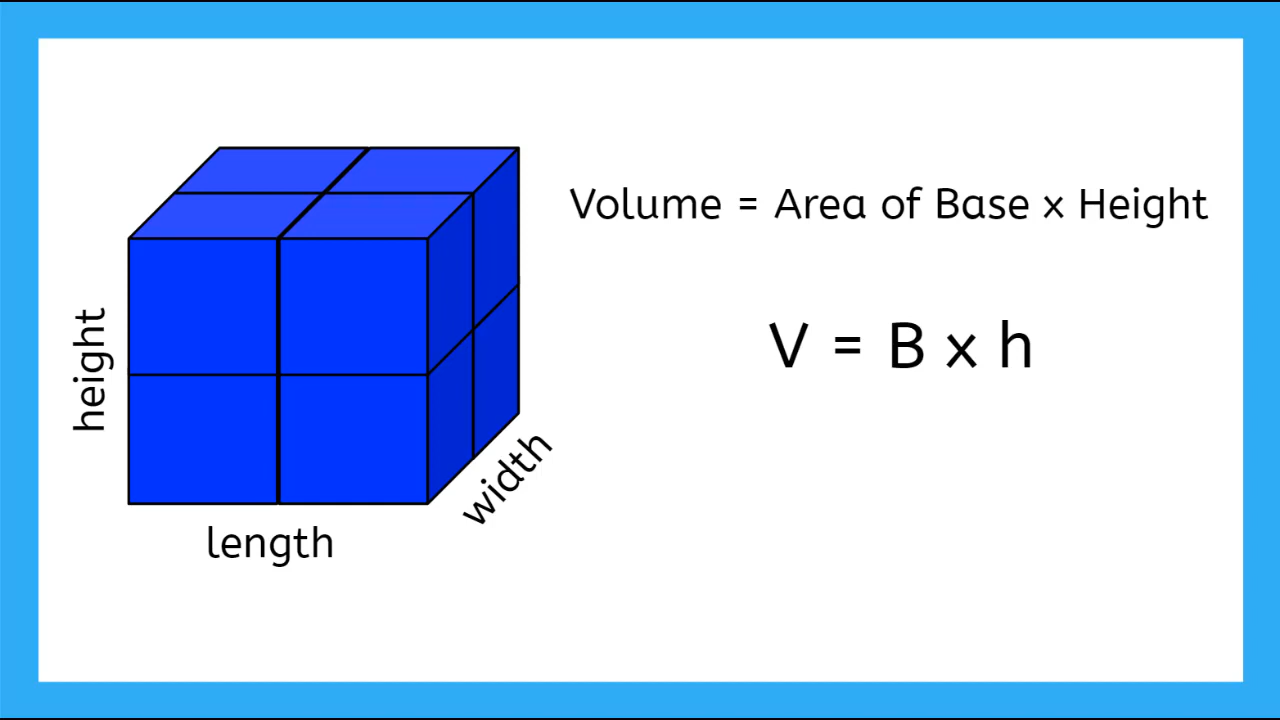 Volume = Area of Base x Height
V = B x h
height
width
length